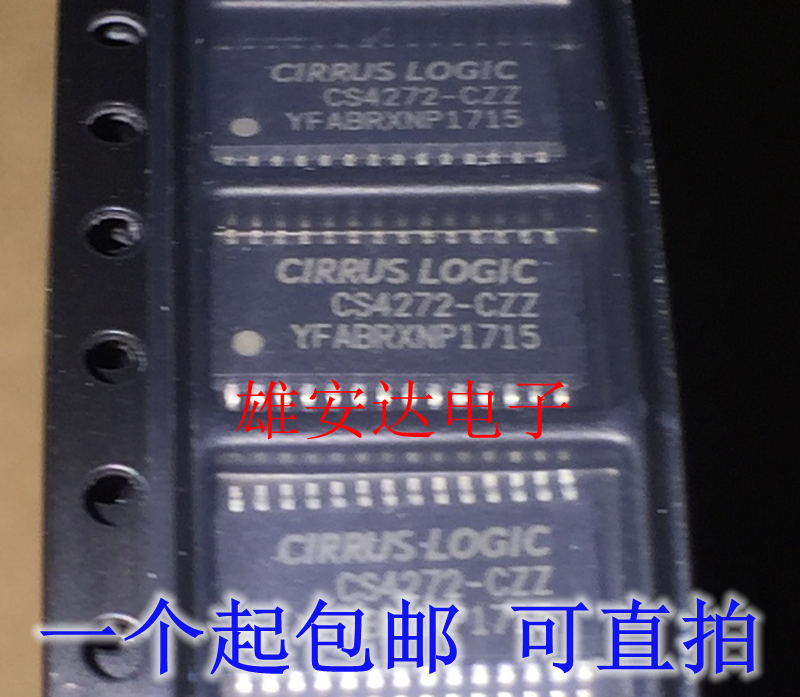 CIRRUS LOGIC
CS4272-CZZ
YFABRXNP1715
CIRRUS LOGIC
CS4272-CZZ
YFABRXNP1715
雄安达电子
CIRRUS LOGIC
CS4272-CZZ
一个起包邮 可直拍